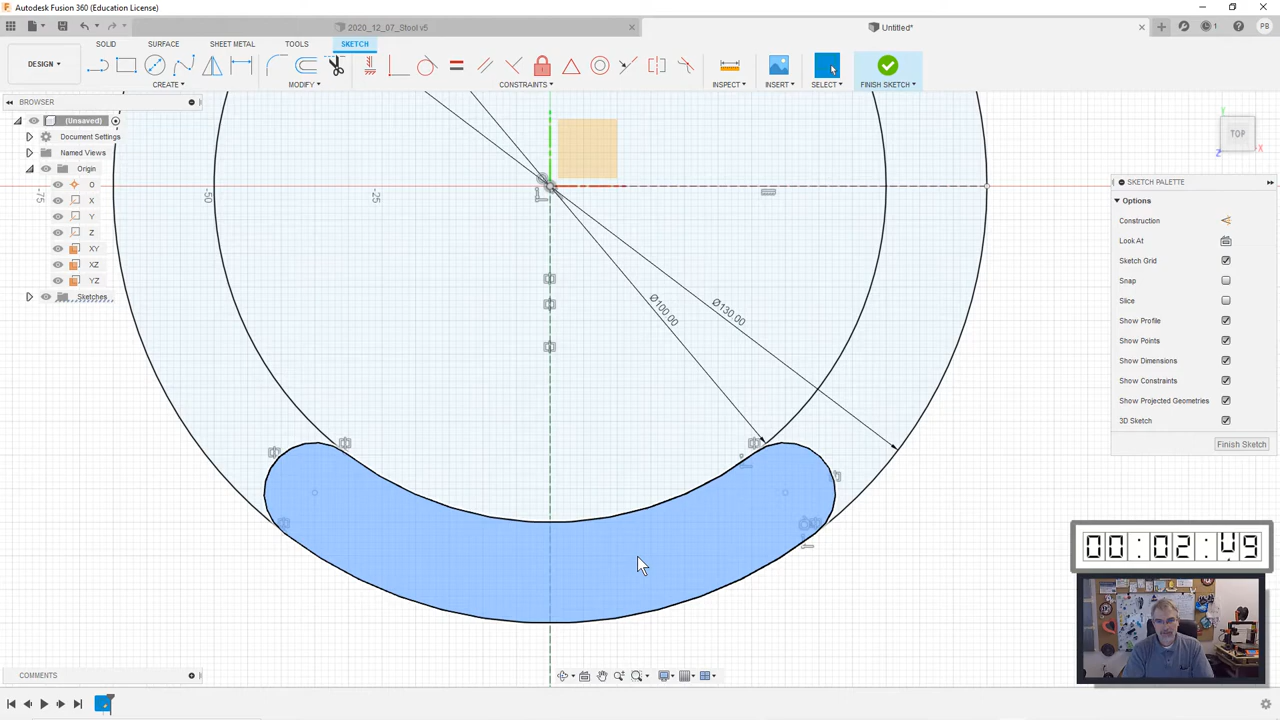 Autodesk Fusion 360 (Education License)
2020_12_07_Stool v5
Untitled*
1
PB
SOLID
SURFACE
SHEET METAL
TOOLS
SKETCH
DESIGN
CREATE
MODIFY
CONSTRAINTS
INSPECT
INSERT
SELECT
FINISH SKETCH
BROWSER
(Unsaved)
Document Settings
Named Views
Origin
O
X
Y
Z
XY
XZ
YZ
Sketches
-75
-50
-25
Ø100.00
Ø130.00
Y
TOP
X
Z
SKETCH PALETTE
Options
Construction
Look At
Sketch Grid
Snap
Slice
Show Profile
Show Points
Show Dimensions
Show Constraints
Show Projected Geometries
3D Sketch
Finish Sketch
00:02:49
COMMENTS